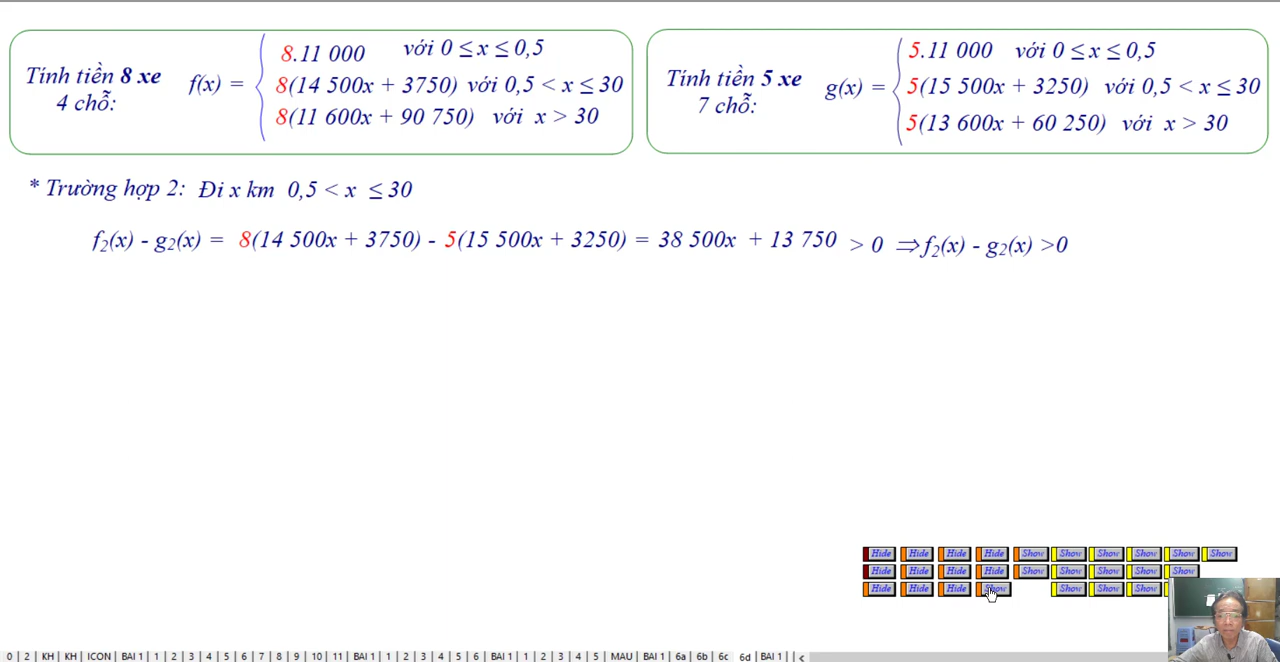 Tính tiền 8 xe 4 chỗ:
f(x) =
8.11 000 với 0 ≤ x ≤ 0,5
8(14 500x + 3750) với 0,5 < x ≤ 30
8(11 600x + 90 750) với x > 30
Tính tiền 5 xe 7 chỗ:
g(x) =
5.11 000 với 0 ≤ x ≤ 0,5
5(15 500x + 3250) với 0,5 < x ≤ 30
5(13 600x + 60 250) với x > 30
* Trường hợp 2: Đi x km 0,5 < x ≤ 30
f₂(x) - g₂(x) = 8(14 500x + 3750) - 5(15 500x + 3250) = 38 500x + 13 750 > 0 ⇒ f₂(x) - g₂(x) >0
Hide Hide Hide Hide Show Show Show Show Show Show
Hide Hide Hide Hide Show Show Show Show Show
Hide Hide Hide Show Show Show Show
0 | 2 | KH | KH | ICON | BAI 1 | 1 | 2 | 3 | 4 | 5 | 6 | 7 | 8 | 9 | 10 | 11 | BAI 1 | 1 | 2 | 3 | 4 | 5 | 6 | BAI 1 | 1 | 2 | 3 | 4 | 5 | MAU | BAI 1 | 6a | 6b | 6c | 6d | BAI 1 |